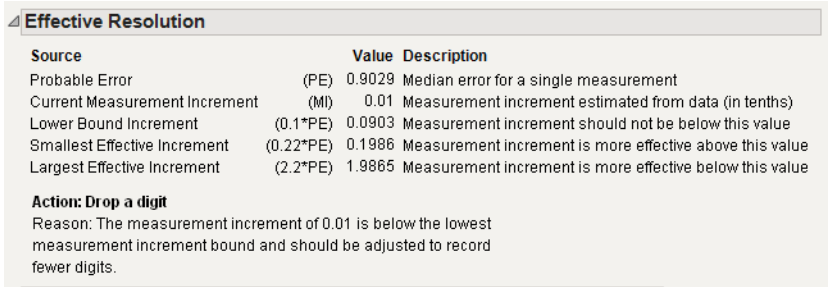 Effective Resolution
Source Value Description
Probable Error (PE) 0.9029 Median error for a single measurement
Current Measurement Increment (MI) 0.01 Measurement increment estimated from data (in tenths)
Lower Bound Increment (0.1*PE) 0.0903 Measurement increment should not be below this value
Smallest Effective Increment (0.22*PE) 0.1986 Measurement increment is more effective above this value
Largest Effective Increment (2.2*PE) 1.9865 Measurement increment is more effective below this value
Action: Drop a digit
Reason: The measurement increment of 0.01 is below the lowest
measurement increment bound and should be adjusted to record
fewer digits.